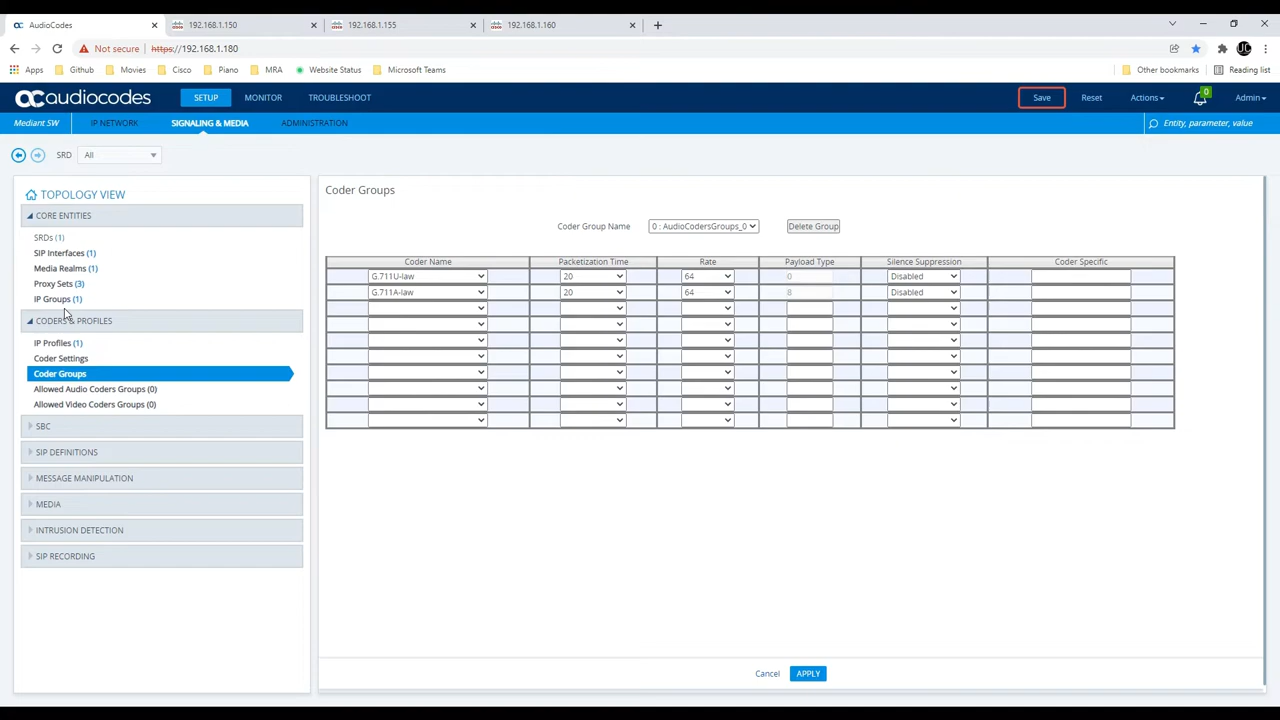 AudioCodes
192.168.1.150
192.168.1.155
192.168.1.160
Not secure https://192.168.1.180
JC
Apps
Github
Movies
Cisco
Piano
MRA
Website Status
Microsoft Teams
Other bookmarks
Reading list
audiocodes
SETUP
MONITOR
TROUBLESHOOT
Save
Reset
Actions
0
Admin
Mediant SW
IP NETWORK
SIGNALING & MEDIA
ADMINISTRATION
Entity, parameter, value
SRD All
TOPOLOGY VIEW
CORE ENTITIES
SRDs (1)
SIP Interfaces (1)
Media Realms (1)
Proxy Sets (3)
IP Groups (1)
CODERS & PROFILES
IP Profiles (1)
Coder Settings
Coder Groups
Allowed Audio Coders Groups (0)
Allowed Video Coders Groups (0)
SBC
SIP DEFINITIONS
MESSAGE MANIPULATION
MEDIA
INTRUSION DETECTION
SIP RECORDING
Coder Groups
Coder Group Name 0 : AudioCodersGroups_0 Delete Group
Coder Name Packetization Time Rate Payload Type Silence Suppression Coder Specific
G.711U-law 20 64 0 Disabled
G.711A-law 20 64 8 Disabled
Cancel APPLY